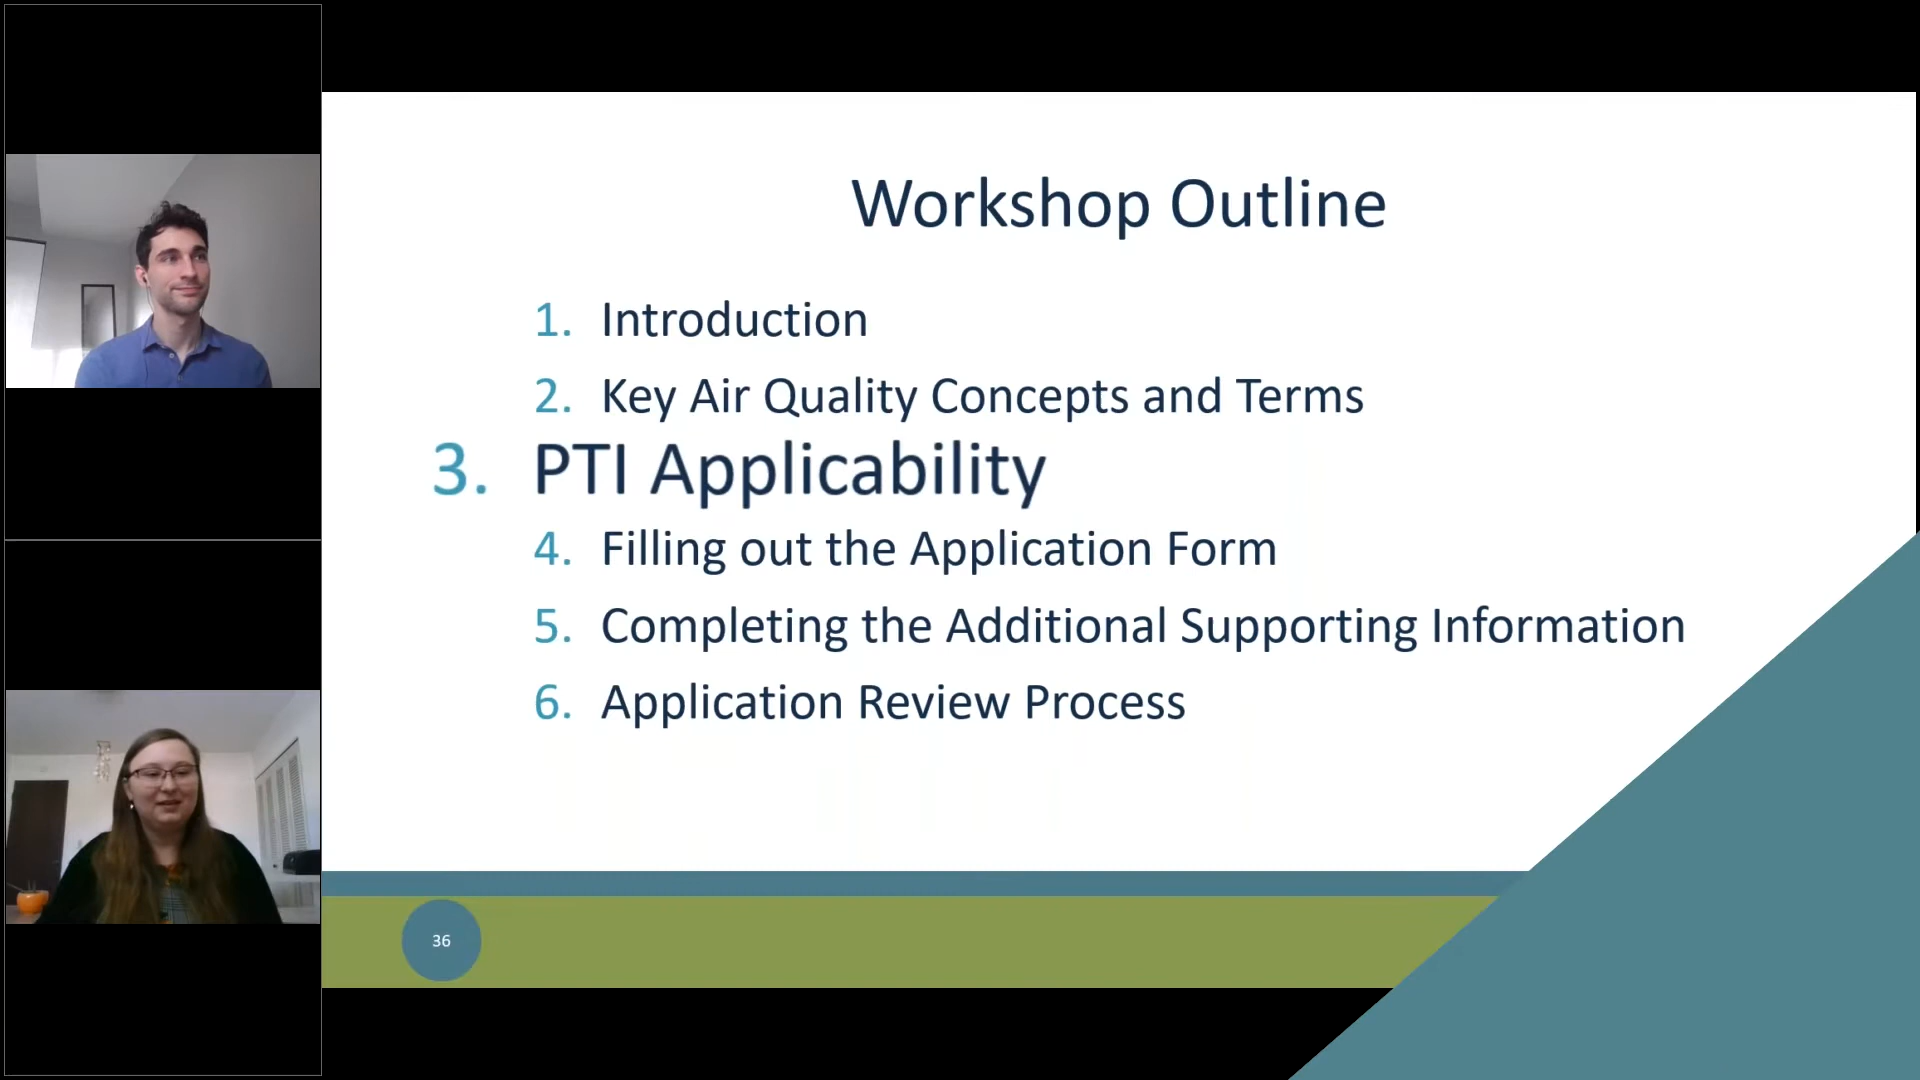 Workshop Outline
1. Introduction
2. Key Air Quality Concepts and Terms
3. PTI Applicability
4. Filling out the Application Form
5. Completing the Additional Supporting Information
6. Application Review Process
36